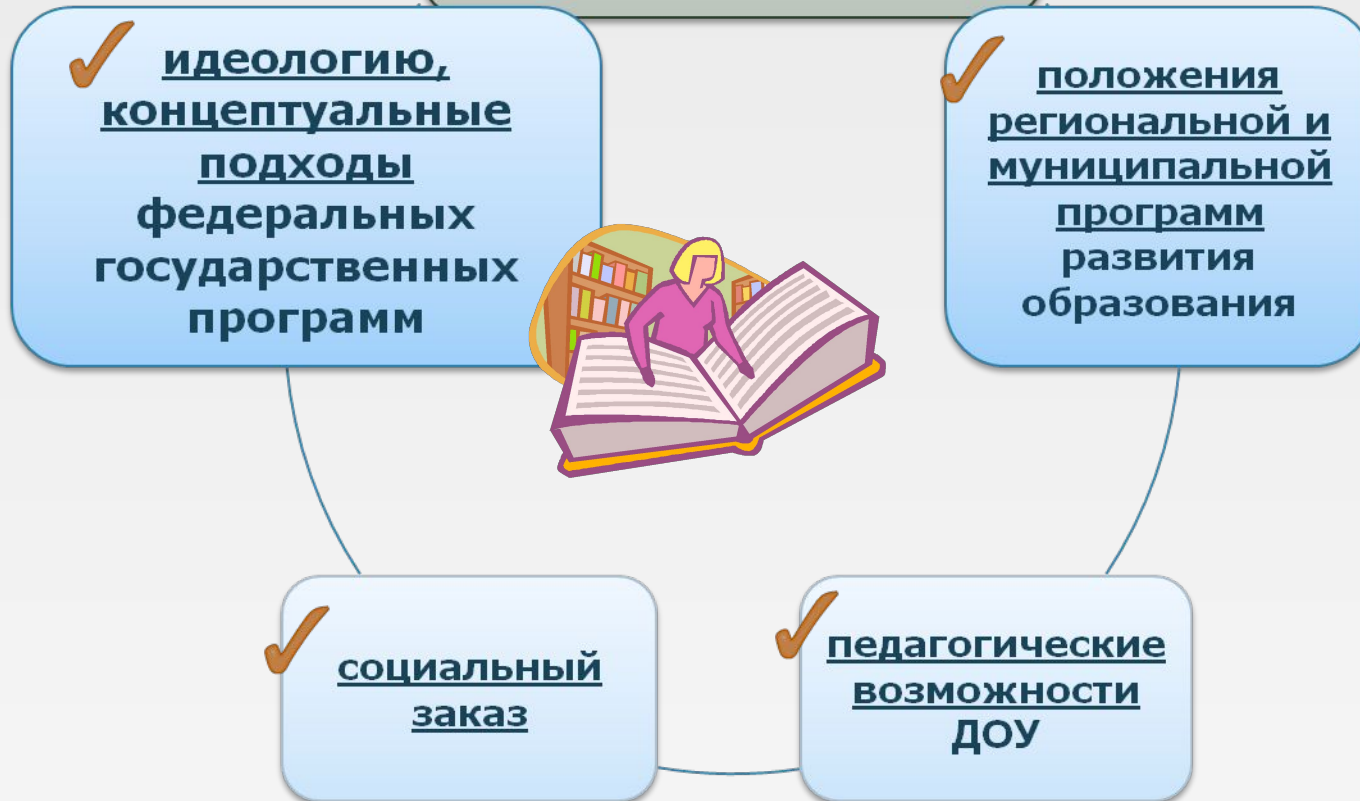 идеологию,
концептуальные
подходы
федеральных
государственных
программ
положения
региональной и
муниципальной
программ
развития
образования
социальный
заказ
педагогические
возможности
ДОУ